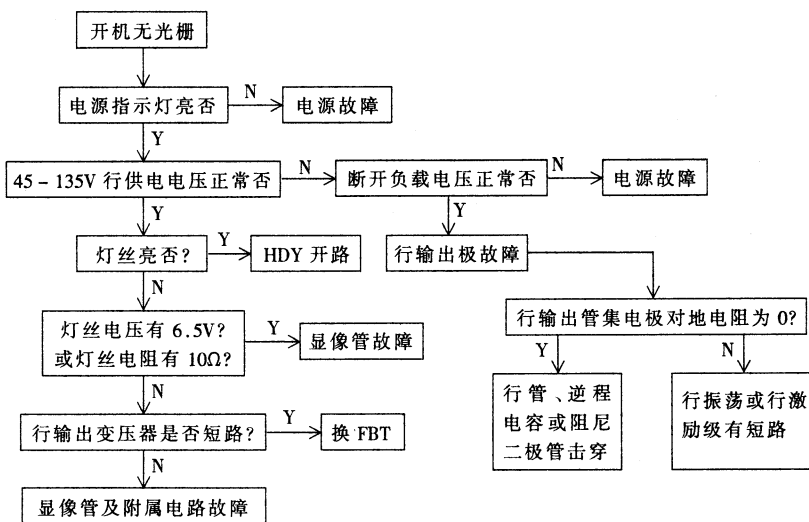 开机无光栅
电源指示灯亮否
N
电源故障
Y
45-135V 行供电电压正常否
N
断开负载电压正常否
N
电源故障
Y
Y
灯丝亮否?
Y
HDY 开路
行输出极故障
N
灯丝电压有 6.5V?
或灯丝电阻有 10Ω?
Y
显像管故障
行输出管集电极对地电阻为 0?
Y
N
N
行管、逆程
电容或阻尼
二极管击穿
行振荡或行激
励级有短路
行输出变压器是否短路?
Y
换 FBT
N
显像管及附属电路故障